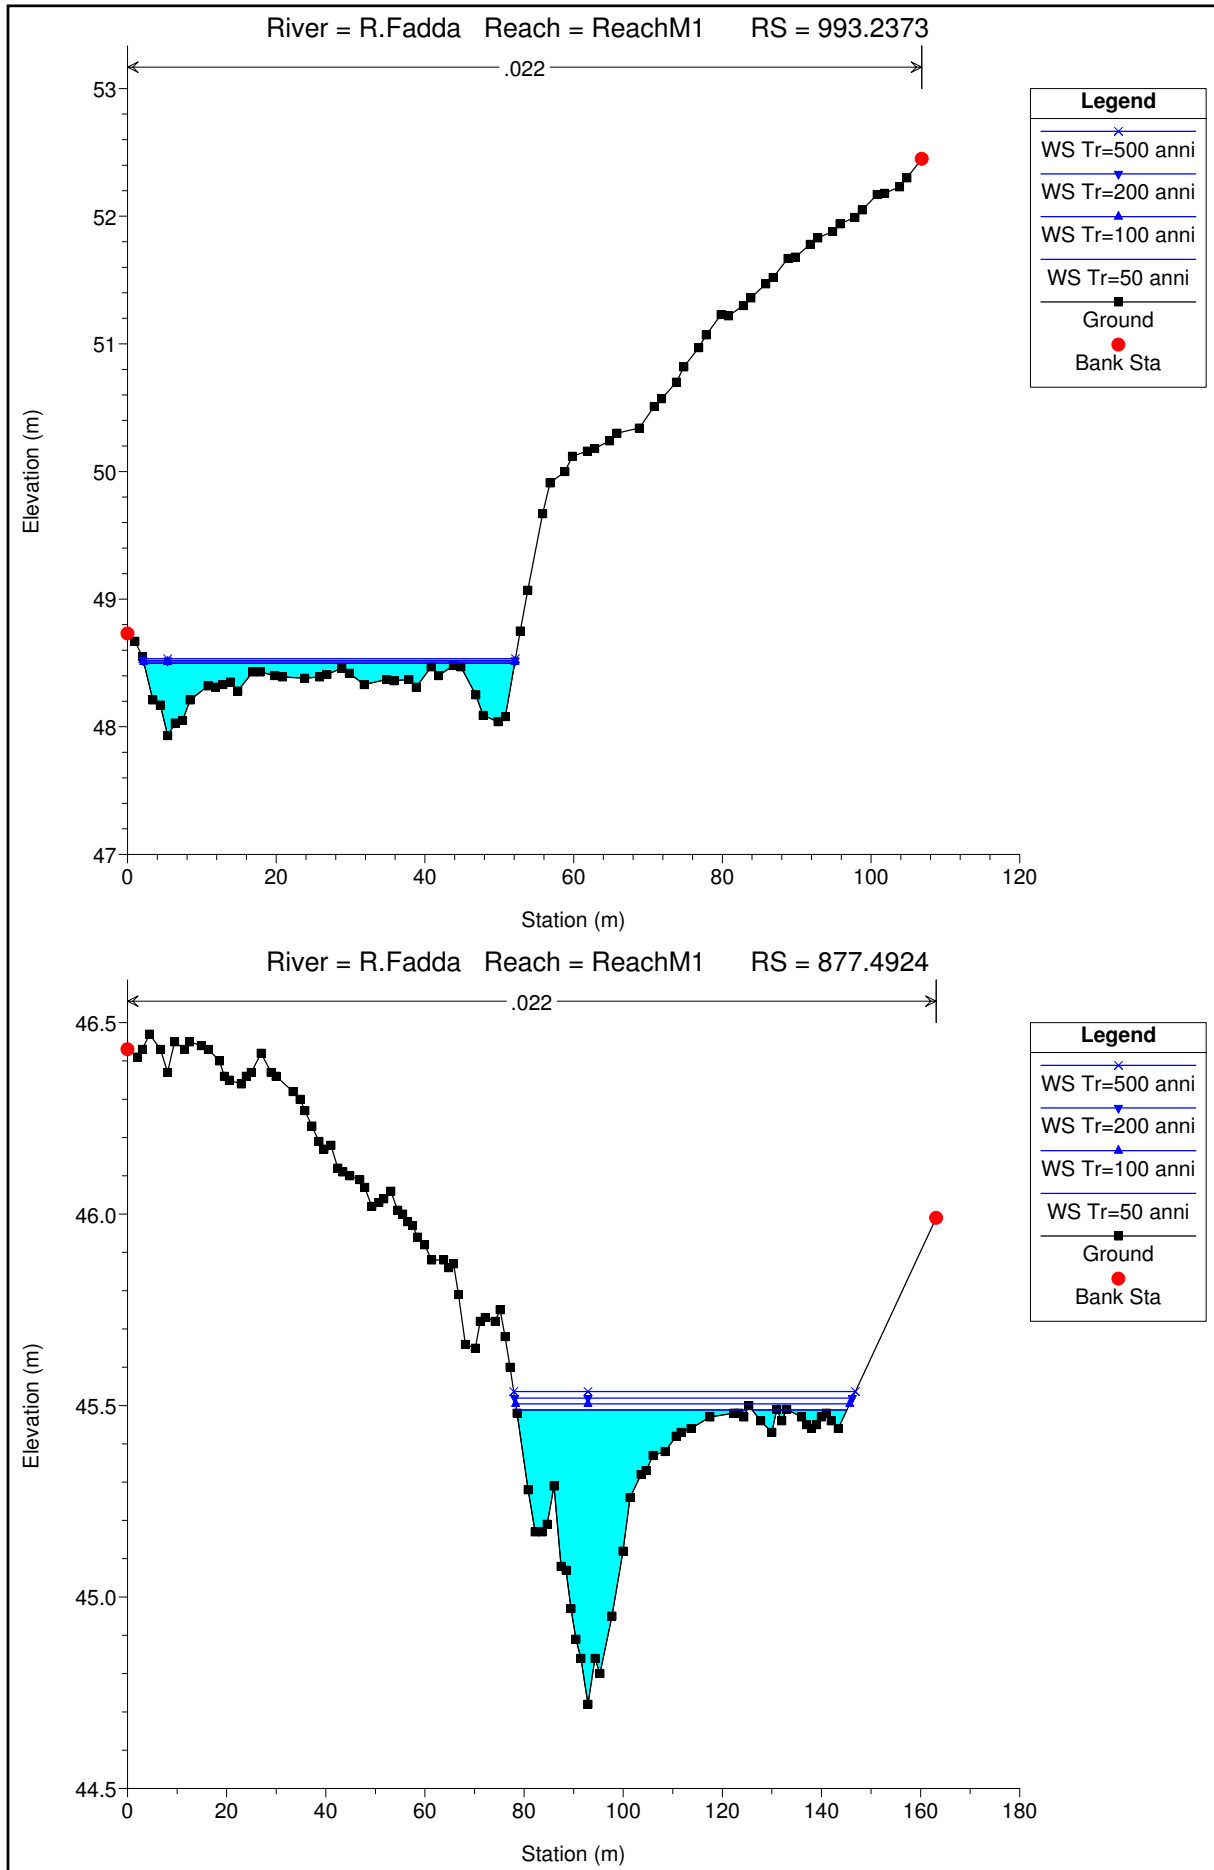 River = R.Fadda Reach = ReachM1 RS = 993.2373
.022
53
52
51
50
49
48
47
Elevation (m)
0 20 40 60 80 100 120
Station (m)
Legend
WS Tr=500 anni
WS Tr=200 anni
WS Tr=100 anni
WS Tr=50 anni
Ground
Bank Sta
River = R.Fadda Reach = ReachM1 RS = 877.4924
.022
46.5
46.0
45.5
45.0
44.5
Elevation (m)
0 20 40 60 80 100 120 140 160 180
Station (m)
Legend
WS Tr=500 anni
WS Tr=200 anni
WS Tr=100 anni
WS Tr=50 anni
Ground
Bank Sta